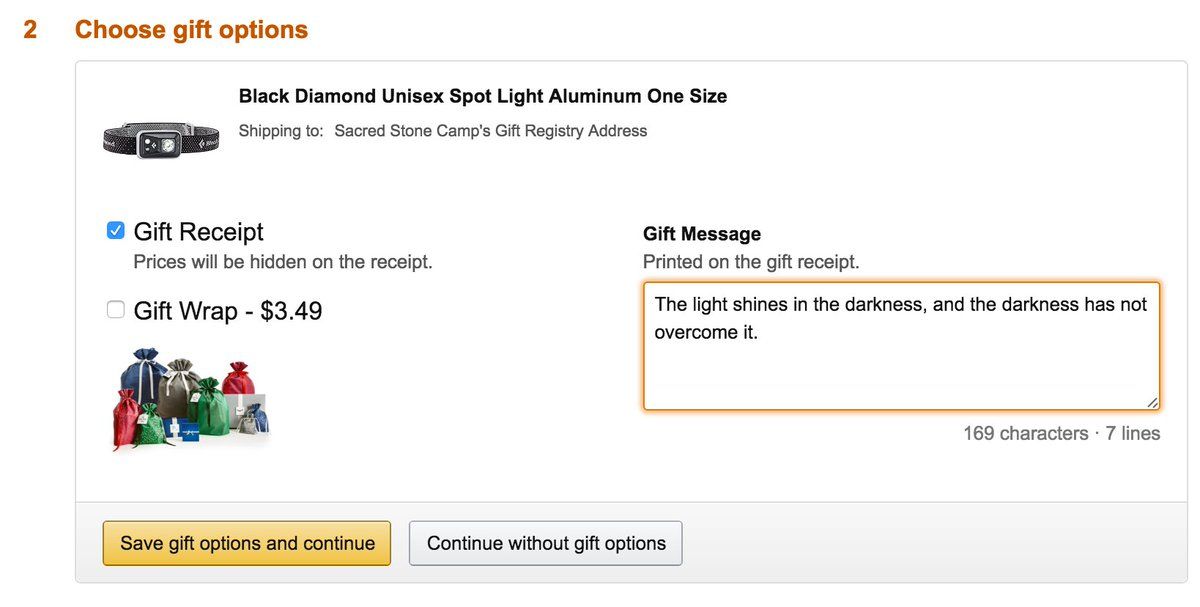 2 Choose gift options
Black Diamond Unisex Spot Light Aluminum One Size
Shipping to: Sacred Stone Camp's Gift Registry Address
Gift Receipt
Prices will be hidden on the receipt.
Gift Wrap - $3.49
Gift Message
Printed on the gift receipt.
The light shines in the darkness, and the darkness has not
overcome it.
169 characters · 7 lines
Save gift options and continue
Continue without gift options